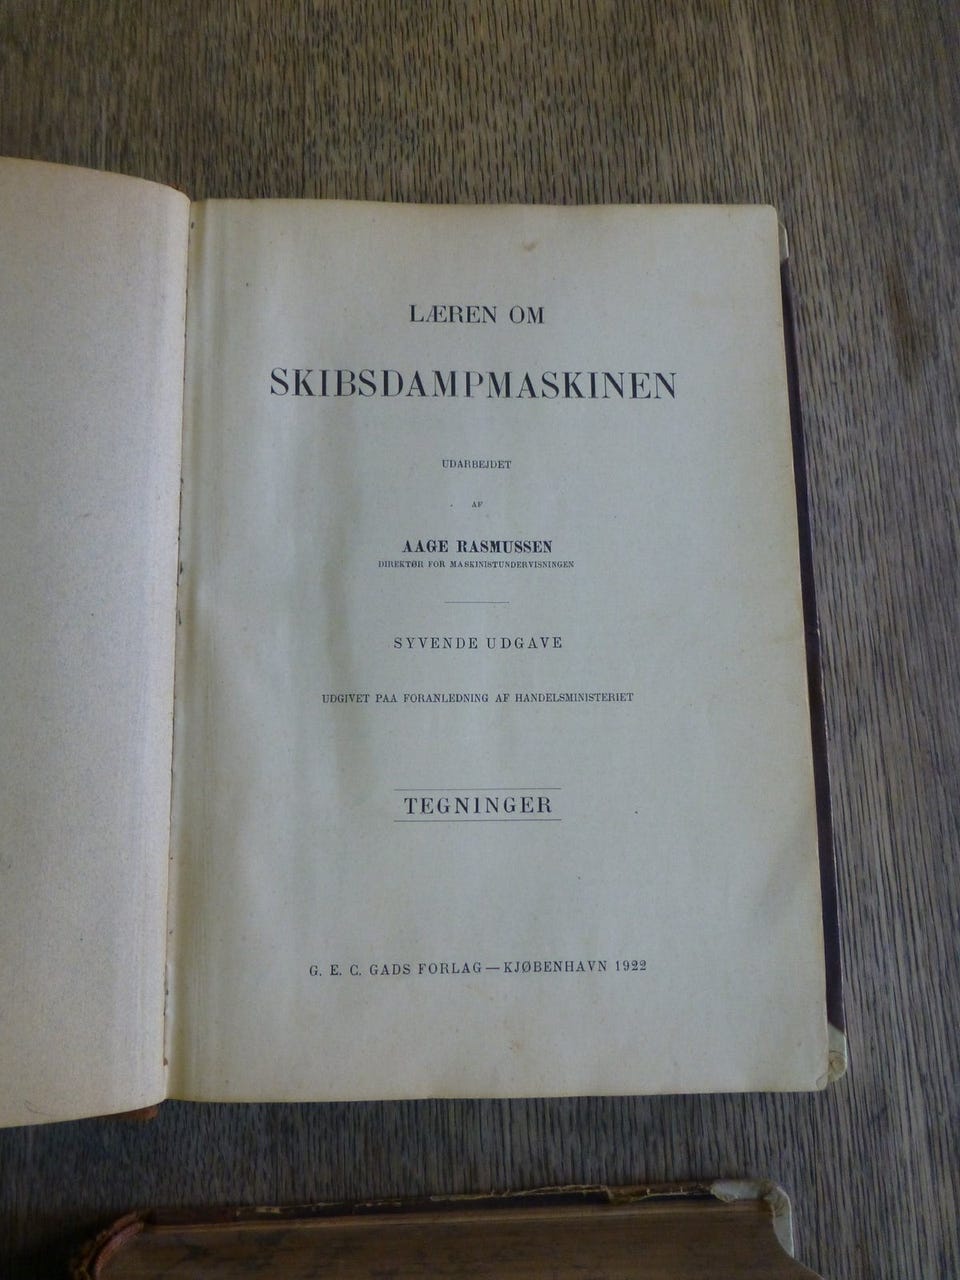 LÆREN OM
SKIBSDAMPMASKINEN
UDARBEJDET
AF
AAGE RASMUSSEN
DIREKTØR FOR MASKINISTUNDERVISNINGEN
SYVENDE UDGAVE
UDGIVET PAA FORANLEDNING AF HANDELSMINISTERIET
TEGNINGER
G. E. C. GADS FORLAG — KJØBENHAVN 1922